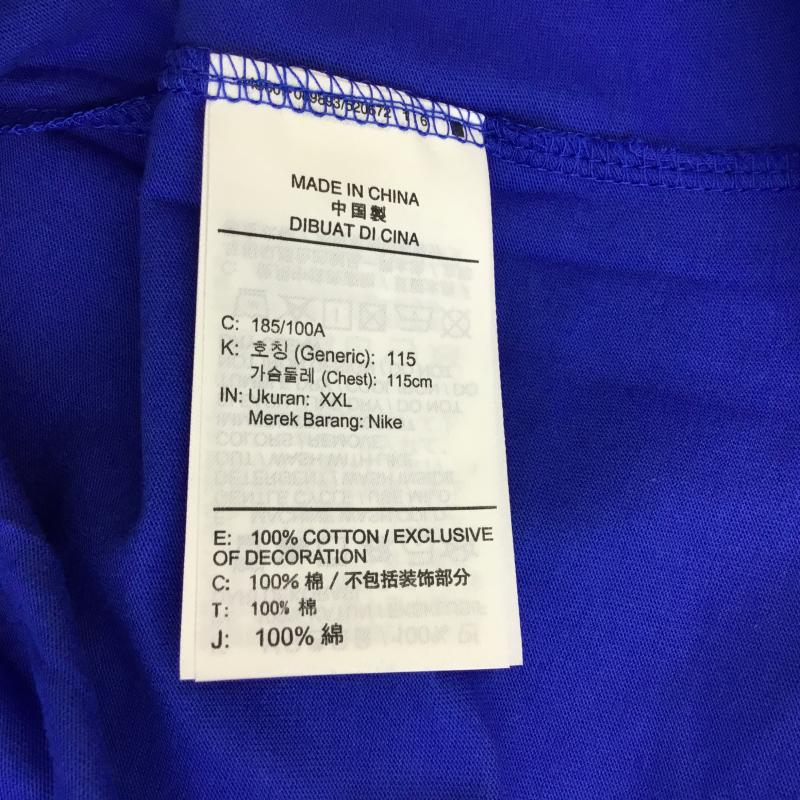 MADE IN CHINA
中国製
DIBUAT DI CINA
C: 185/100A
K: 호칭 (Generic): 115
가슴둘레 (Chest): 115cm
IN: Ukuran: XXL
Merek Barang: Nike
E: 100% COTTON / EXCLUSIVE
OF DECORATION
C: 100% 棉 / 不包括装饰部分
T: 100% 棉
J: 100% 綿